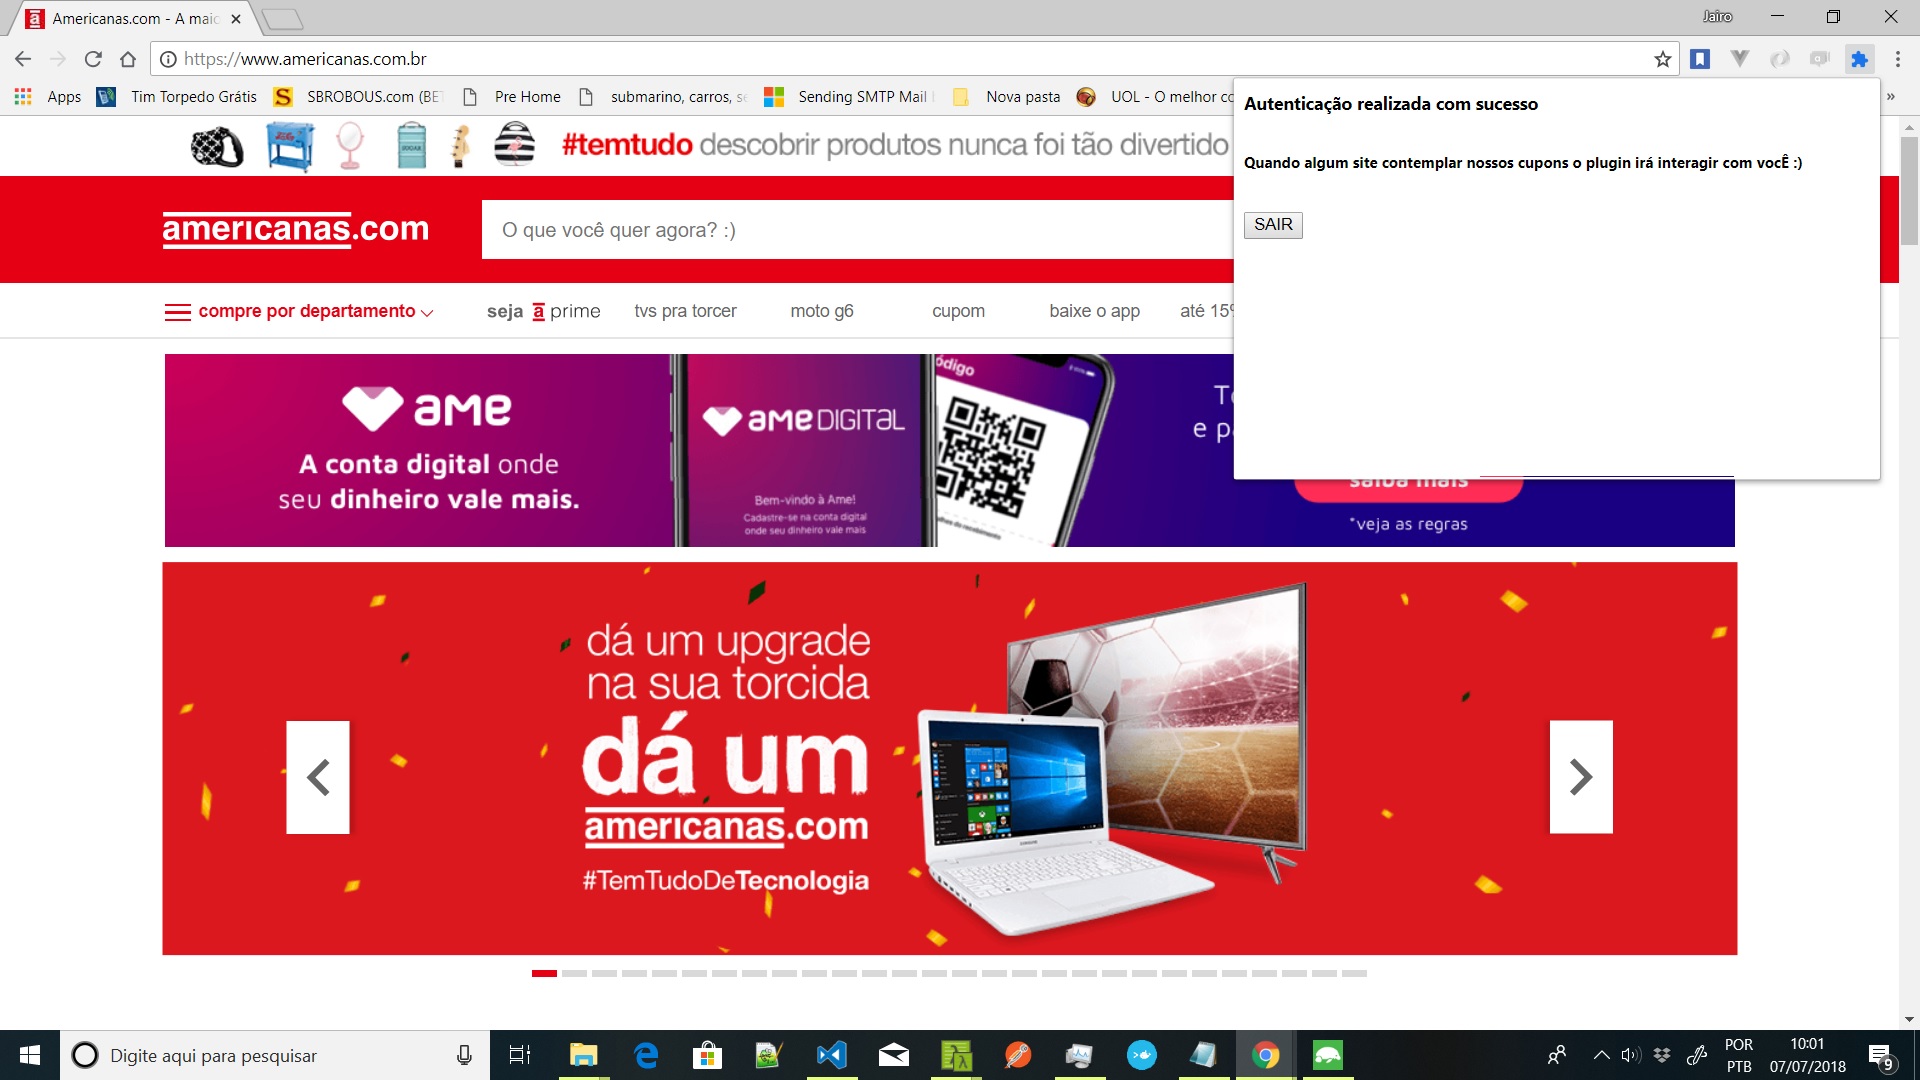 Americanas.com - A maio
Jairo
https://www.americanas.com.br
Apps
Tim Torpedo Grátis
SBROBOUS.com (BET
Pre Home
submarino, carros, se
Sending SMTP Mail
Nova pasta
UOL - O melhor co
»
#temtudo descobrir produtos nunca foi tão divertido
Autenticação realizada com sucesso
Quando algum site contemplar nossos cupons o plugin irá interagir com vocÊ :)
SAIR
americanas.com
O que você quer agora? :)
compre por departamento
seja a prime
tvs pra torcer
moto g6
cupom
baixe o app
até 15%
ame
A conta digital onde
seu dinheiro vale mais.
ame DIGITAL
Bem-vindo à Ame!
Cadastre-se na conta digital
onde seu dinheiro vale mais
ódigo
e p
saiba mais
*veja as regras
dá um upgrade
na sua torcida
dá um
americanas.com
#TemTudoDeTecnologia
Digite aqui para pesquisar
POR
PTB
10:01
07/07/2018
9